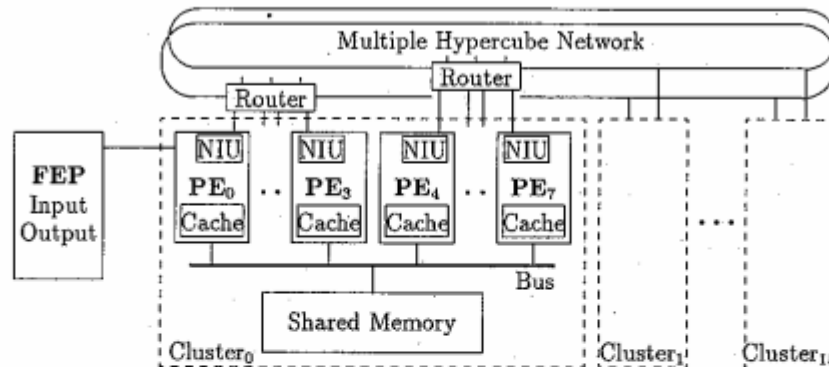 Multiple Hypercube Network
Router
Router
FEP
Input
Output
NIU
PE₀
Cache
NIU
PE₃
Cache
NIU
PE₄
Cache
NIU
PE₇
Cache
Bus
Shared Memory
Cluster₀
Cluster₁